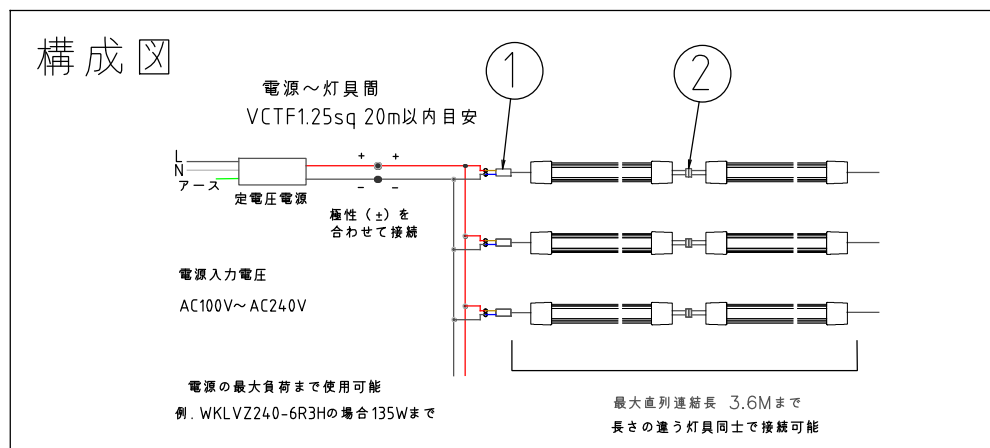 構成図
電源～灯具間
VCTF1.25sq 20m以内目安
①
②
L
N
アース
定電圧電源
+ +
- -
極性（±）を
合わせて接続
電源入力電圧
AC100V～AC240V
電源の最大負荷まで使用可能
例. WKLVZ240-6R3Hの場合135Wまで
最大直列連結長 3.6Mまで
長さの違う灯具同士で接続可能